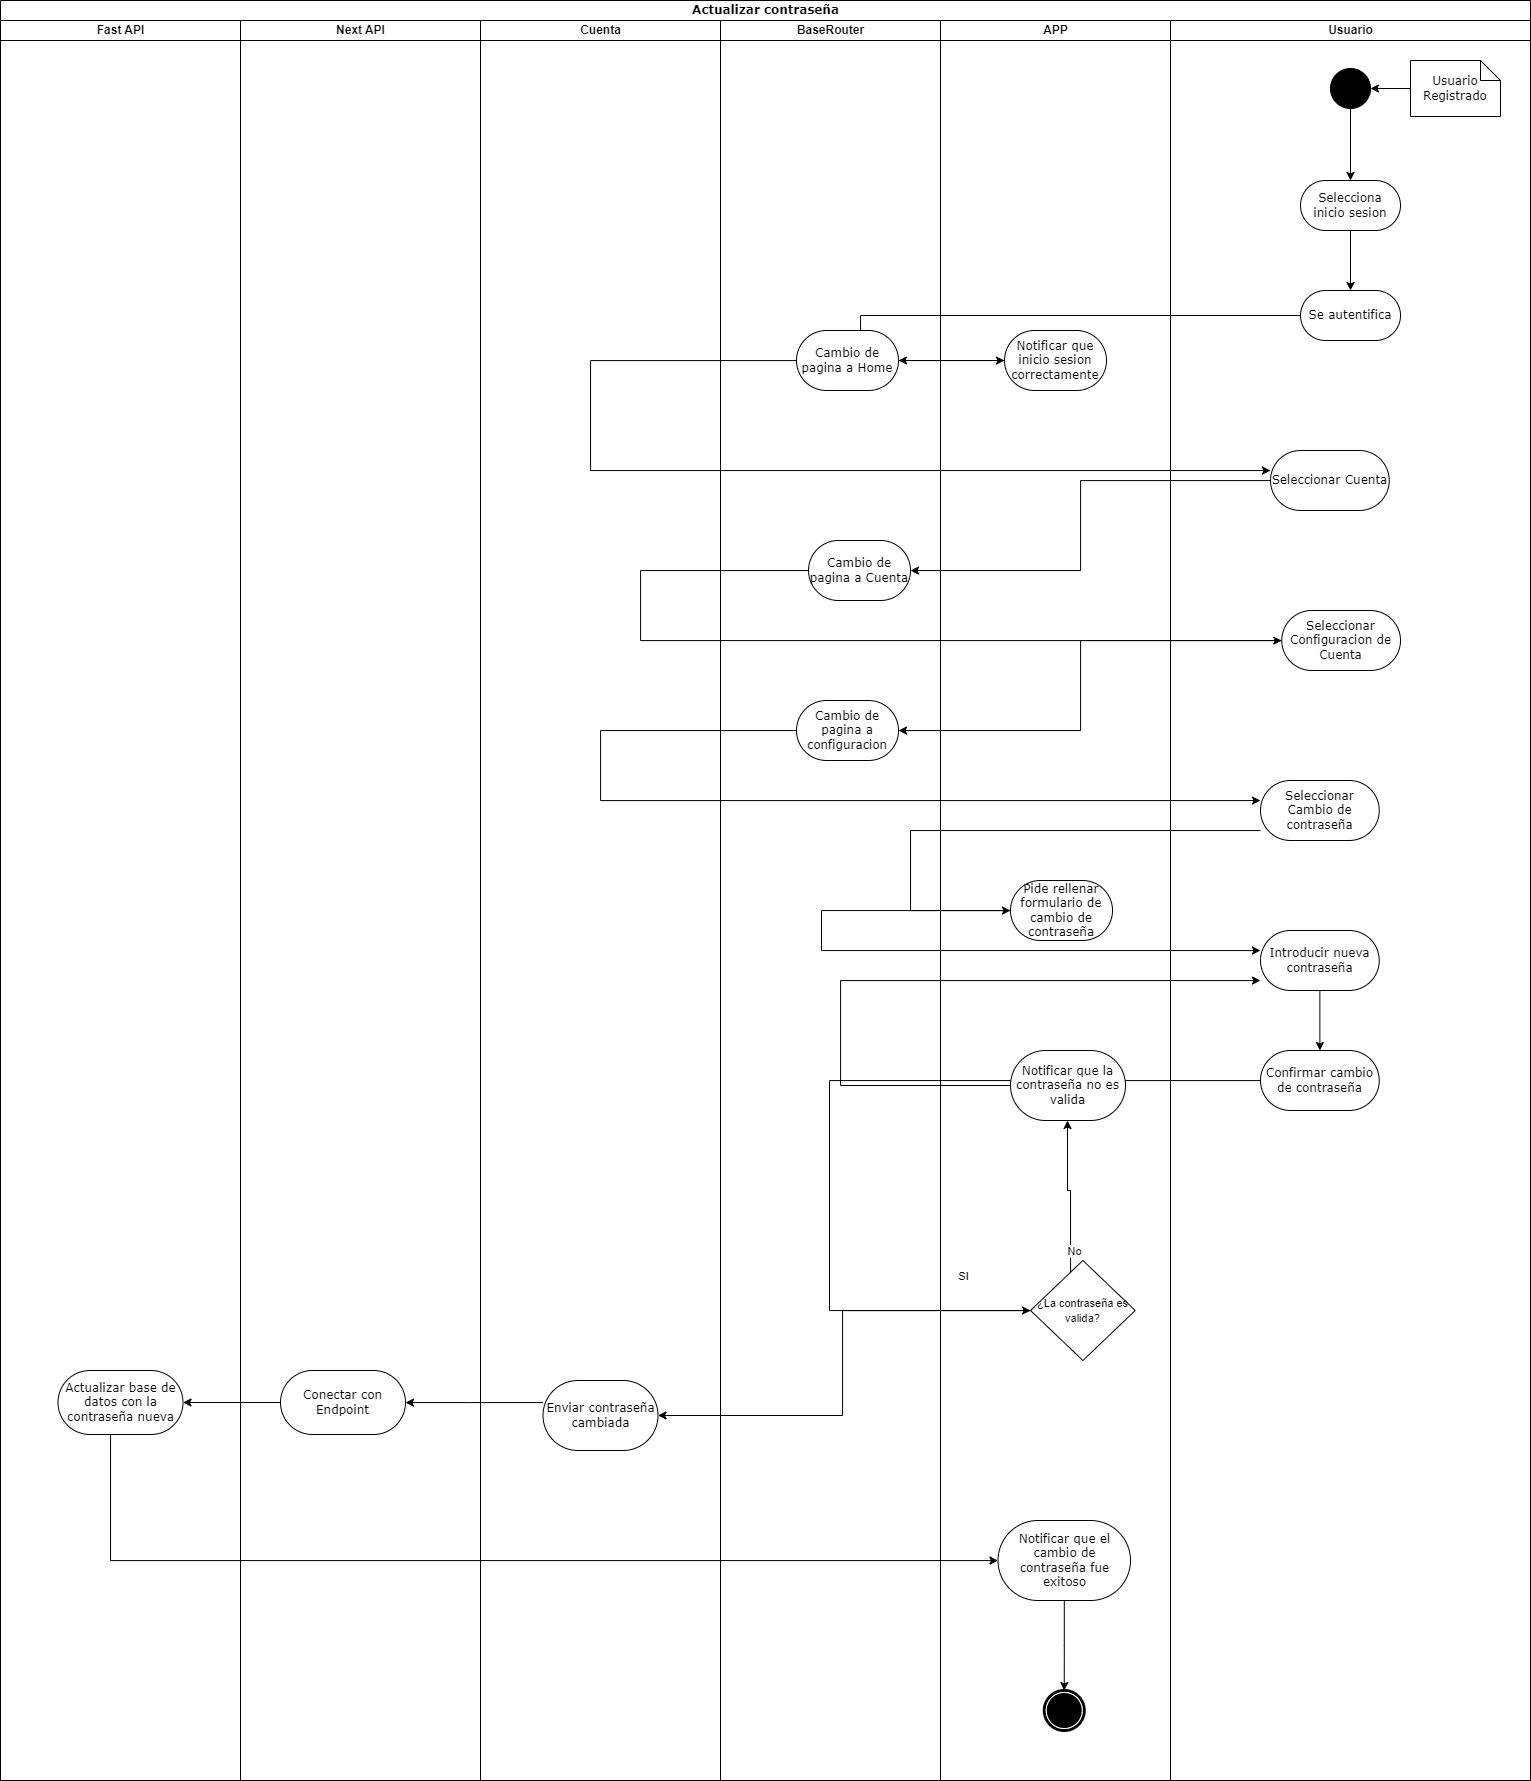 Actualizar contraseña
Fast API
Next API
Cuenta
BaseRouter
APP
Usuario
Usuario
Registrado
Selecciona
inicio sesion
Se autentifica
Cambio de
pagina a Home
Notificar que
inicio sesion
correctamente
Seleccionar Cuenta
Cambio de
pagina a Cuenta
Seleccionar
Configuracion de
Cuenta
Cambio de
pagina a
configuracion
Seleccionar
Cambio de
contraseña
Pide rellenar
formulario de
cambio de
contraseña
Introducir nueva
contraseña
Notificar que la
contraseña no es
valida
Confirmar cambio
de contraseña
No
SI
¿La contraseña es
valida?
Actualizar base de
datos con la
contraseña nueva
Conectar con
Endpoint
Enviar contraseña
cambiada
Notificar que el
cambio de
contraseña fue
exitoso